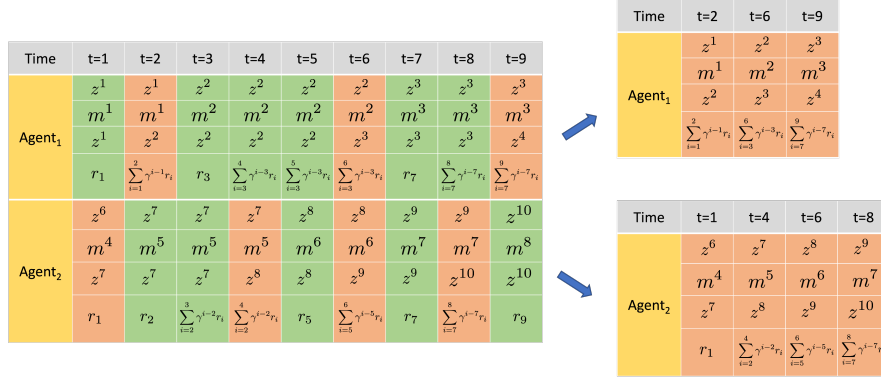 Time t=1 t=2 t=3 t=4 t=5 t=6 t=7 t=8 t=9
Agent₁
z¹ z¹ z² z² z² z² z³ z³ z³
m¹ m¹ m² m² m² m² m³ m³ m³
z¹ z² z² z² z² z³ z³ z³ z⁴
r₁ ∑_{i=1}^{2} γ^{i−1}r_i r₃ ∑_{i=3}^{4} γ^{i−3}r_i ∑_{i=3}^{5} γ^{i−3}r_i ∑_{i=3}^{6} γ^{i−3}r_i r₇ ∑_{i=7}^{8} γ^{i−7}r_i ∑_{i=7}^{9} γ^{i−7}r_i
Agent₂
z⁶ z⁷ z⁷ z⁷ z⁸ z⁸ z⁹ z⁹ z¹⁰
m⁴ m⁵ m⁵ m⁵ m⁶ m⁶ m⁷ m⁷ m⁸
z⁷ z⁷ z⁷ z⁸ z⁸ z⁹ z⁹ z¹⁰ z¹⁰
r₁ r₂ ∑_{i=2}^{3} γ^{i−2}r_i ∑_{i=2}^{4} γ^{i−2}r_i r₅ ∑_{i=5}^{6} γ^{i−5}r_i r₇ ∑_{i=7}^{8} γ^{i−7}r_i r₉
Time t=2 t=6 t=9
Agent₁
z¹ z² z³
m¹ m² m³
z² z³ z⁴
∑_{i=1}^{2} γ^{i−1}r_i ∑_{i=3}^{6} γ^{i−3}r_i ∑_{i=7}^{9} γ^{i−7}r_i
Time t=1 t=4 t=6 t=8
Agent₂
z⁶ z⁷ z⁸ z⁹
m⁴ m⁵ m⁶ m⁷
z⁷ z⁸ z⁹ z¹⁰
r₁ ∑_{i=2}^{4} γ^{i−2}r_i ∑_{i=5}^{6} γ^{i−5}r_i ∑_{i=7}^{8} γ^{i−7}r_i